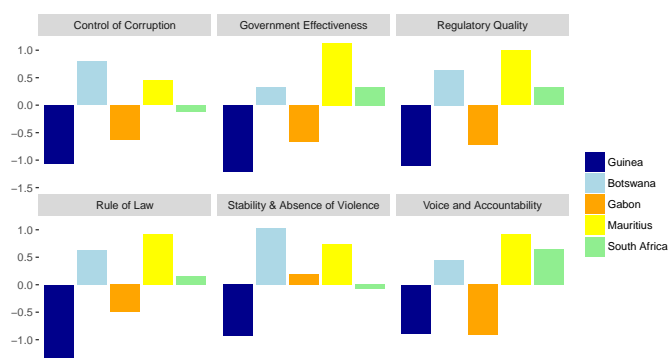 Control of Corruption
Government Effectiveness
Regulatory Quality
1.0
0.5
0.0
−0.5
−1.0
−1.5
Rule of Law
Stability & Absence of Violence
Voice and Accountability
1.0
0.5
0.0
−0.5
−1.0
Guinea
Botswana
Gabon
Mauritius
South Africa